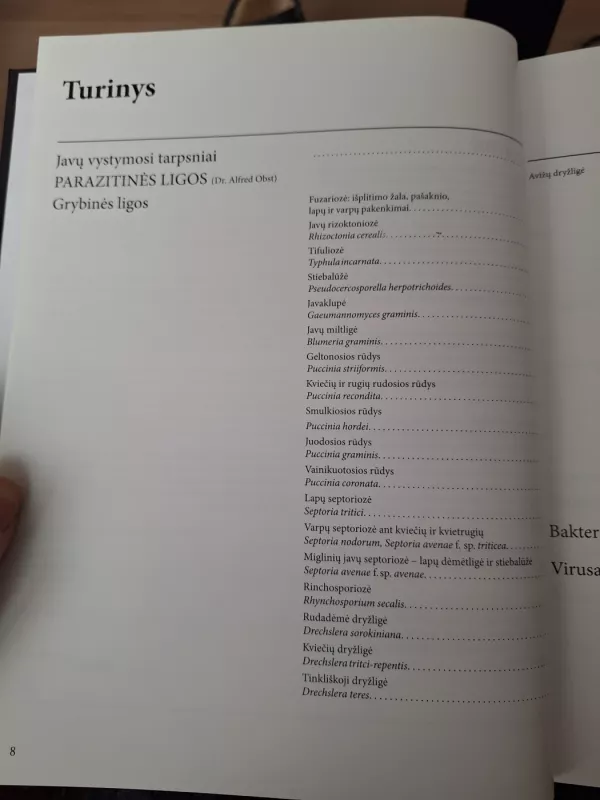 Turinys
Javų vystymosi tarpsniai
PARAZITINĖS LIGOS (Dr. Alfred Obst)
Grybinės ligos
Fuzariozė: išplitimo žala, pašaknio,
lapų ir varpų pakenkimai.
Javų rizoktoniozė
Rhizoctonia cerealis
Tifuliozė
Typhula incarnata.
Stiebalūžė
Pseudocercosporella herpotrichoides.
Javaklupė
Gaeumannomyces graminis.
Javų miltligė
Blumeria graminis.
Geltonosios rūdys
Puccinia striiformis.
Kviečių ir rugių rudosios rūdys
Puccinia recondita.
Smulkiosios rūdys
Puccinia hordei.
Juodosios rūdys
Puccinia graminis.
Vainikuotosios rūdys
Puccinia coronata.
Lapų septoriozė
Septoria tritici.
Varpų septoriozė ant kviečių ir kvietrugių
Septoria nodorum, Septoria avenae f. sp. triticea.
Miglinių javų septoriozė – lapų dėmėtligė ir stiebalūžė
Septoria avenae f. sp. avenae.
Rinchosporiozė
Rhynchosporium secalis.
Rudadėmė dryžligė
Drechslera sorokiniana.
Kviečių dryžligė
Drechslera tritci-repentis.
Tinkliškoji dryžligė
Drechslera teres.
8
Avižų dryžligė
Bakter
Virusa